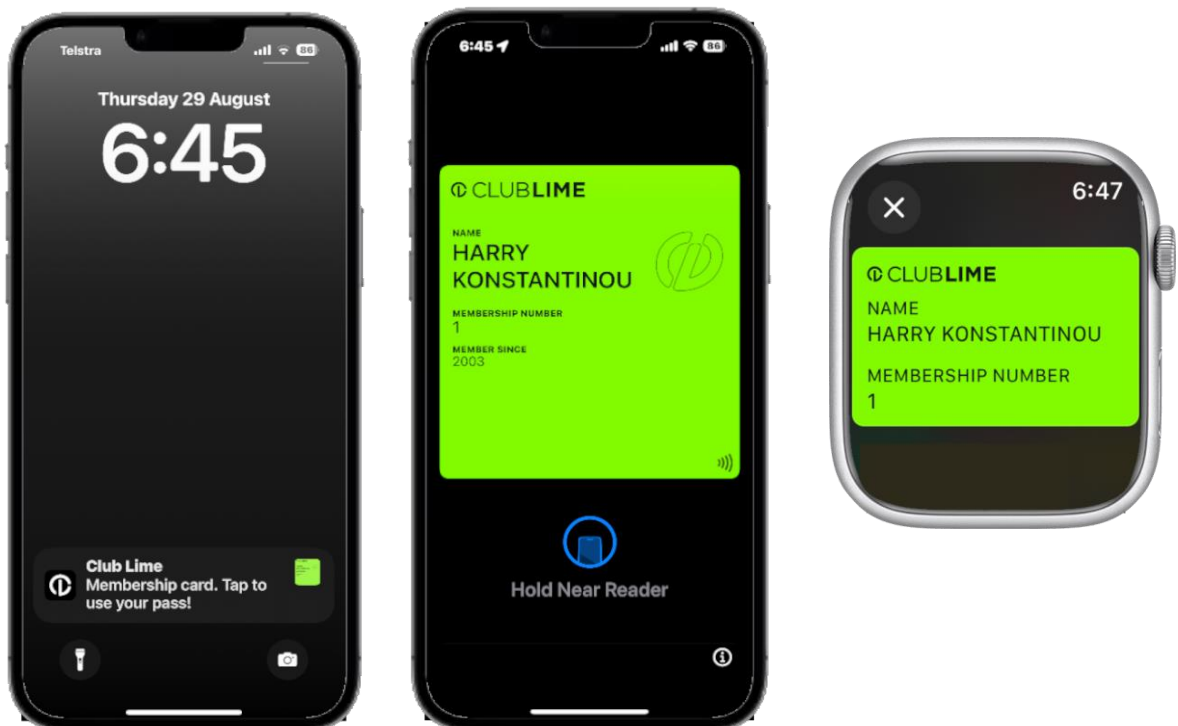 Telstra
86
Thursday 29 August
6:45
Club Lime
Membership card. Tap to
use your pass!
6:45
86
CLUBLIME
NAME
HARRY
KONSTANTINOU
MEMBERSHIP NUMBER
1
MEMBER SINCE
2003
Hold Near Reader
6:47
CLUBLIME
NAME
HARRY KONSTANTINOU
MEMBERSHIP NUMBER
1